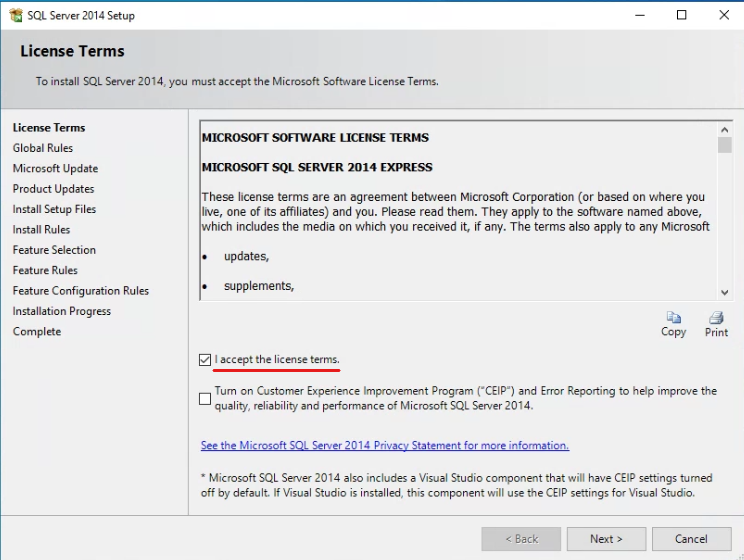 SQL Server 2014 Setup
License Terms
To install SQL Server 2014, you must accept the Microsoft Software License Terms.
License Terms
Global Rules
Microsoft Update
Product Updates
Install Setup Files
Install Rules
Feature Selection
Feature Rules
Feature Configuration Rules
Installation Progress
Complete
MICROSOFT SOFTWARE LICENSE TERMS
MICROSOFT SQL SERVER 2014 EXPRESS
These license terms are an agreement between Microsoft Corporation (or based on where you
live, one of its affiliates) and you. Please read them. They apply to the software named above,
which includes the media on which you received it, if any. The terms also apply to any Microsoft
• updates,
• supplements,
Copy Print
I accept the license terms.
Turn on Customer Experience Improvement Program ("CEIP") and Error Reporting to help improve the
quality, reliability and performance of Microsoft SQL Server 2014.
See the Microsoft SQL Server 2014 Privacy Statement for more information.
* Microsoft SQL Server 2014 also includes a Visual Studio component that will have CEIP settings turned
off by default. If Visual Studio is installed, this component will use the CEIP settings for Visual Studio.
< Back Next > Cancel